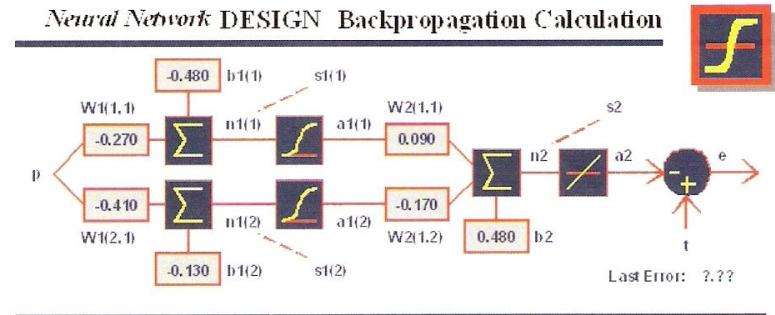 Neural Network DESIGN Backpropagation Calculation
-0.480 b1(1) s1(1)
W1(1,1) n1(1) a1(1) W2(1,1) s2
-0.270 0.090 n2 a2 e
p
-0.410 -0.170
W1(2,1) n1(2) a1(2) W2(1,2) 0.480 b2 t
-0.130 b1(2) s1(2)
Last Error: ?.??